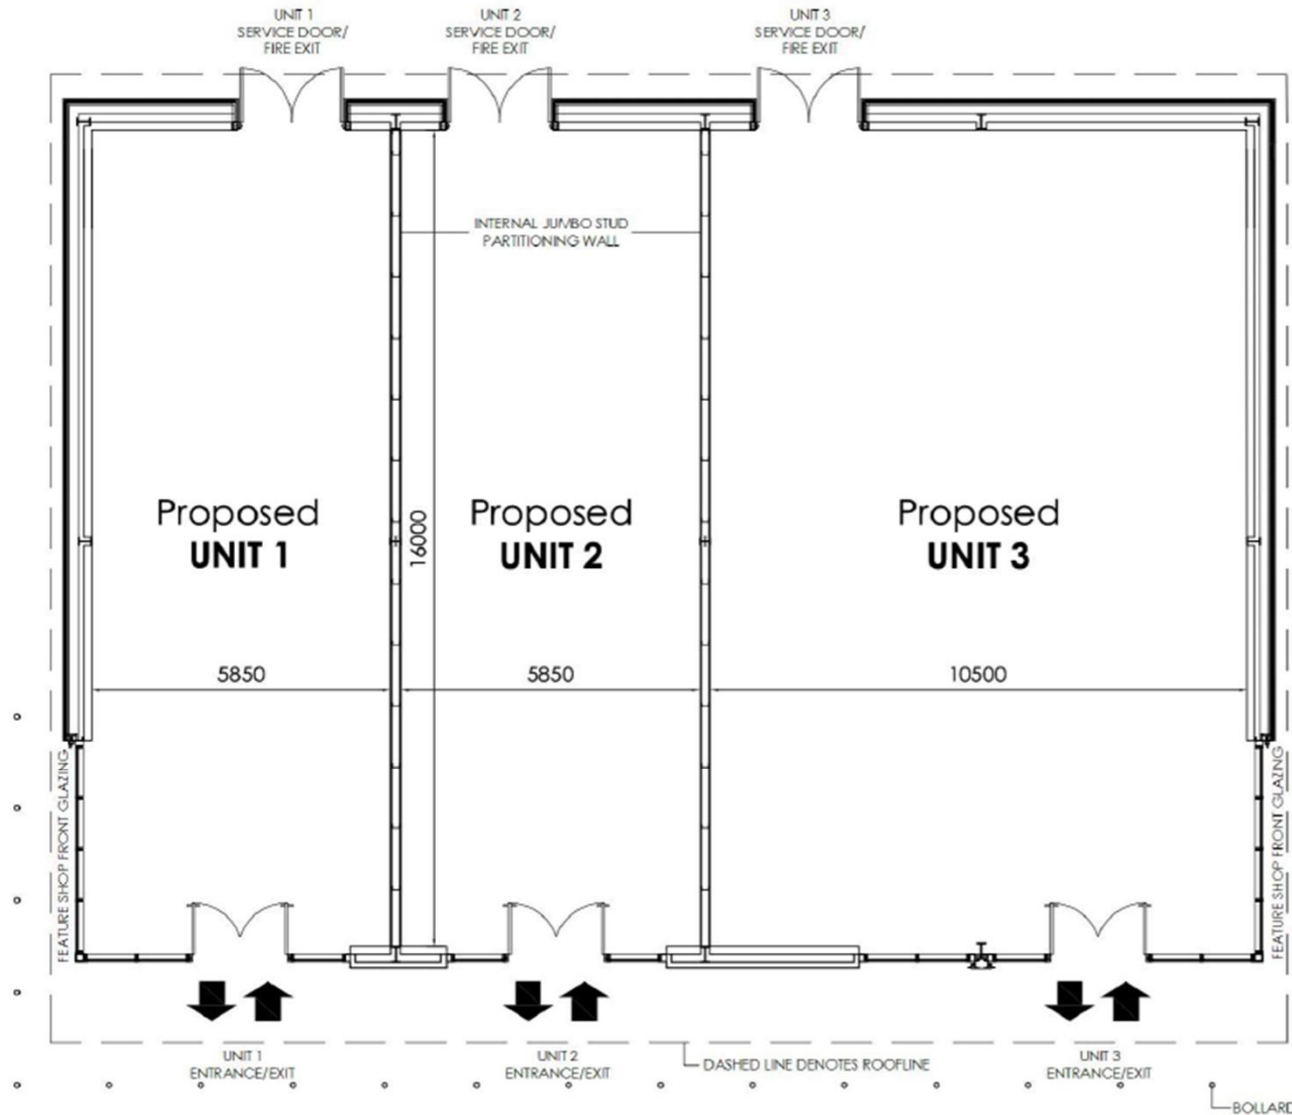 UNIT 1
SERVICE DOOR/
FIRE EXIT
UNIT 2
SERVICE DOOR/
FIRE EXIT
UNIT 3
SERVICE DOOR/
FIRE EXIT
INTERNAL JUMBO STUD
PARTITIONING WALL
Proposed
UNIT 1
16000
Proposed
UNIT 2
Proposed
UNIT 3
5850
5850
10500
FEATURE SHOP FRONT GLAZING
FEATURE SHOP FRONT GLAZING
UNIT 1
ENTRANCE/EXIT
UNIT 2
ENTRANCE/EXIT
DASHED LINE DENOTES ROOFLINE
UNIT 3
ENTRANCE/EXIT
BOLLARD